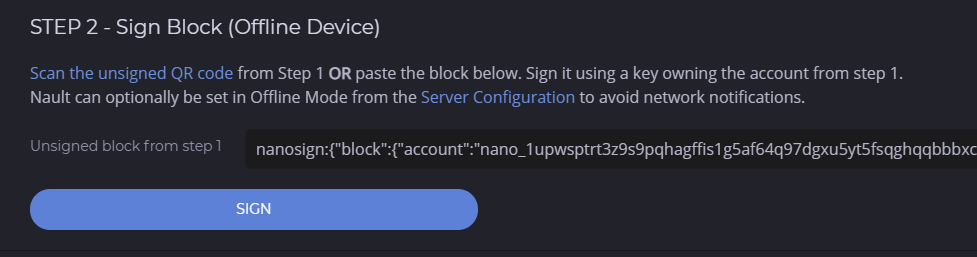 STEP 2 - Sign Block (Offline Device)
Scan the unsigned QR code from Step 1 OR paste the block below. Sign it using a key owning the account from step 1.
Nault can optionally be set in Offline Mode from the Server Configuration to avoid network notifications.
Unsigned block from step 1
nanosign:{"block":{"account":"nano_1upwsptrt3z9s9pqhagffis1g5af64q97dgxu5yt5fsqghqqbbbxc
SIGN